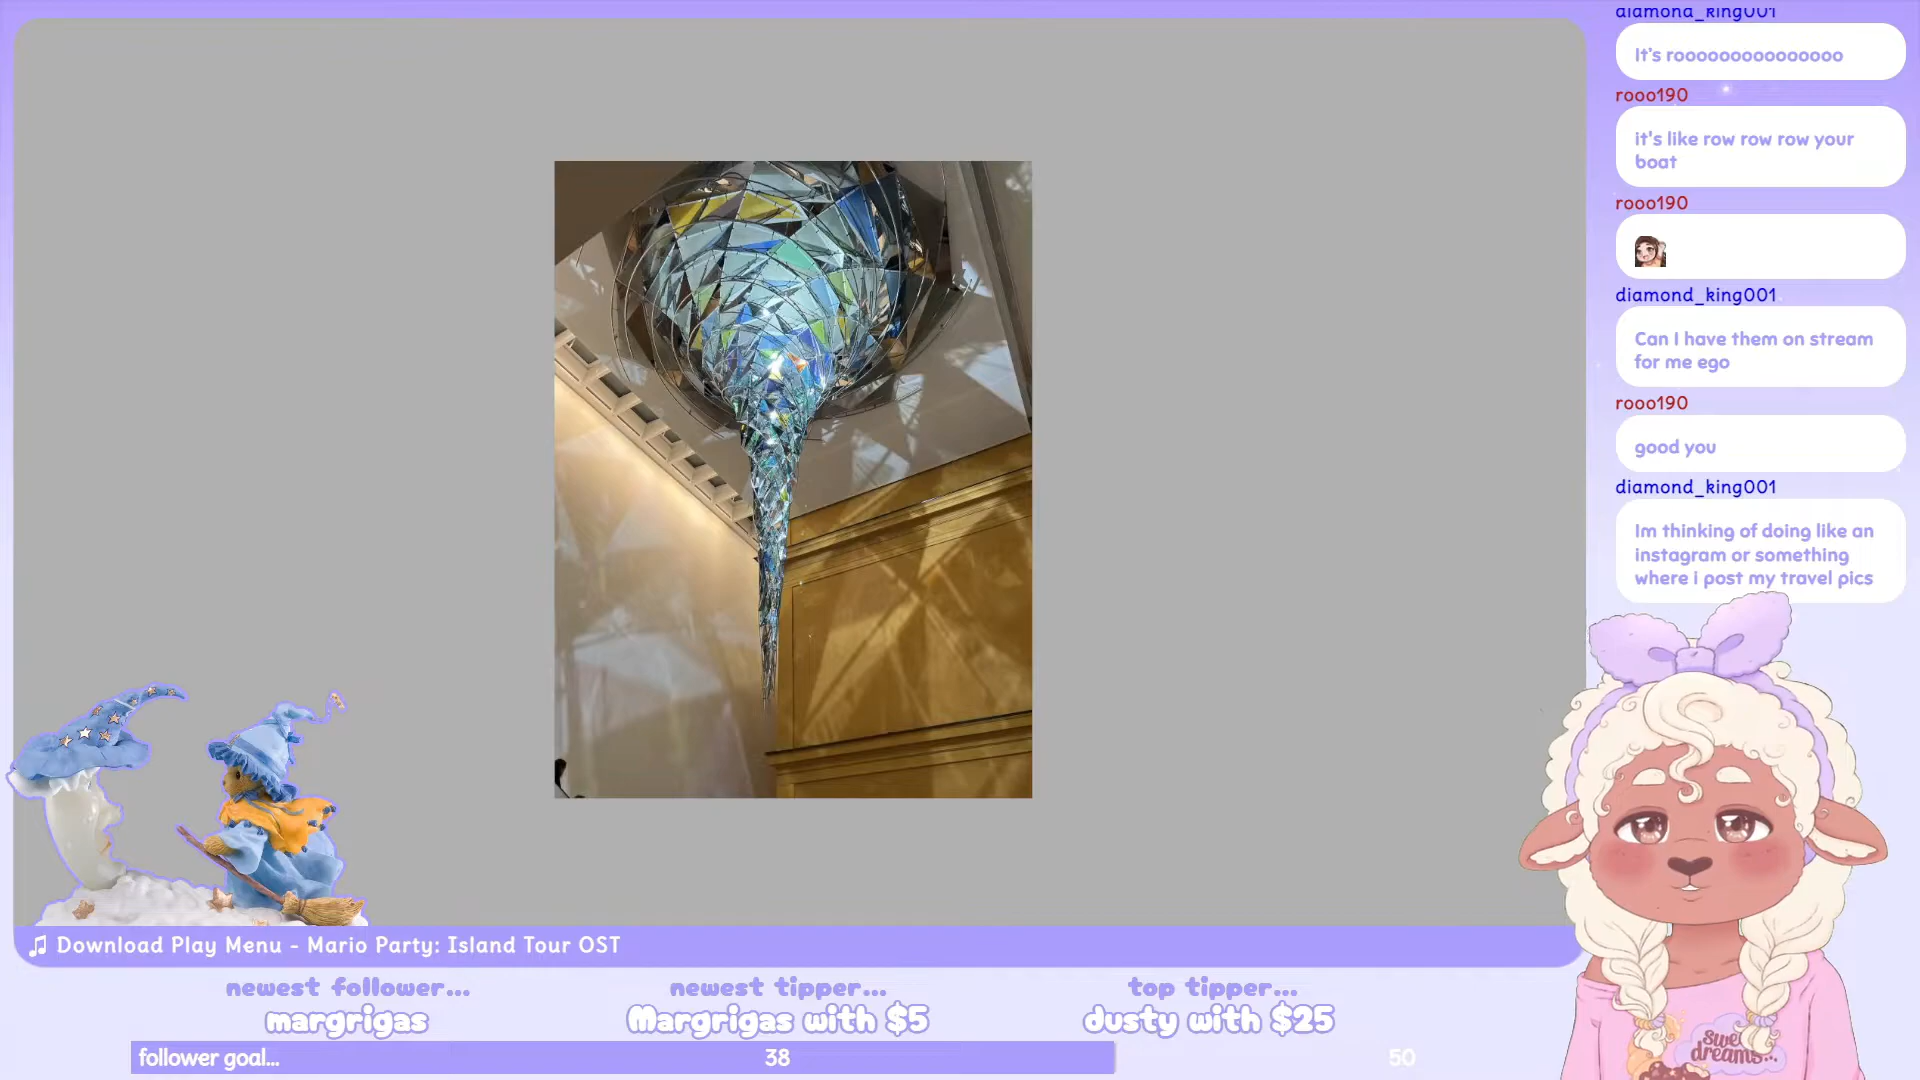 diamond_king001
It's rooooooooooooooo
rooo190
it's like row row row your
boat
rooo190
diamond_king001
Can I have them on stream
for me ego
rooo190
good you
diamond_king001
Im thinking of doing like an
instagram or something
where i post my travel pics
Download Play Menu - Mario Party: Island Tour OST
newest follower...
margrigas
newest tipper...
Margrigas with $5
top tipper...
dusty with $25
follower goal...
38
50
dreams...